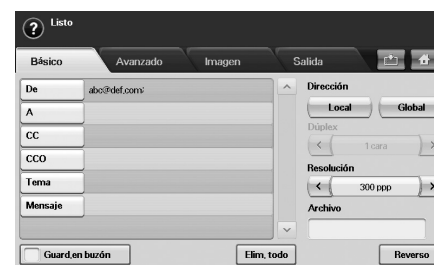 Listo
Básico
Avanzado
Imagen
Salida
De
abc@def.com;
A
CC
CCO
Tema
Mensaje
Dirección
Local
Global
Dúplex
1 cara
Resolución
300 ppp
Archivo
Guard.en buzón
Elim. todo
Reverso